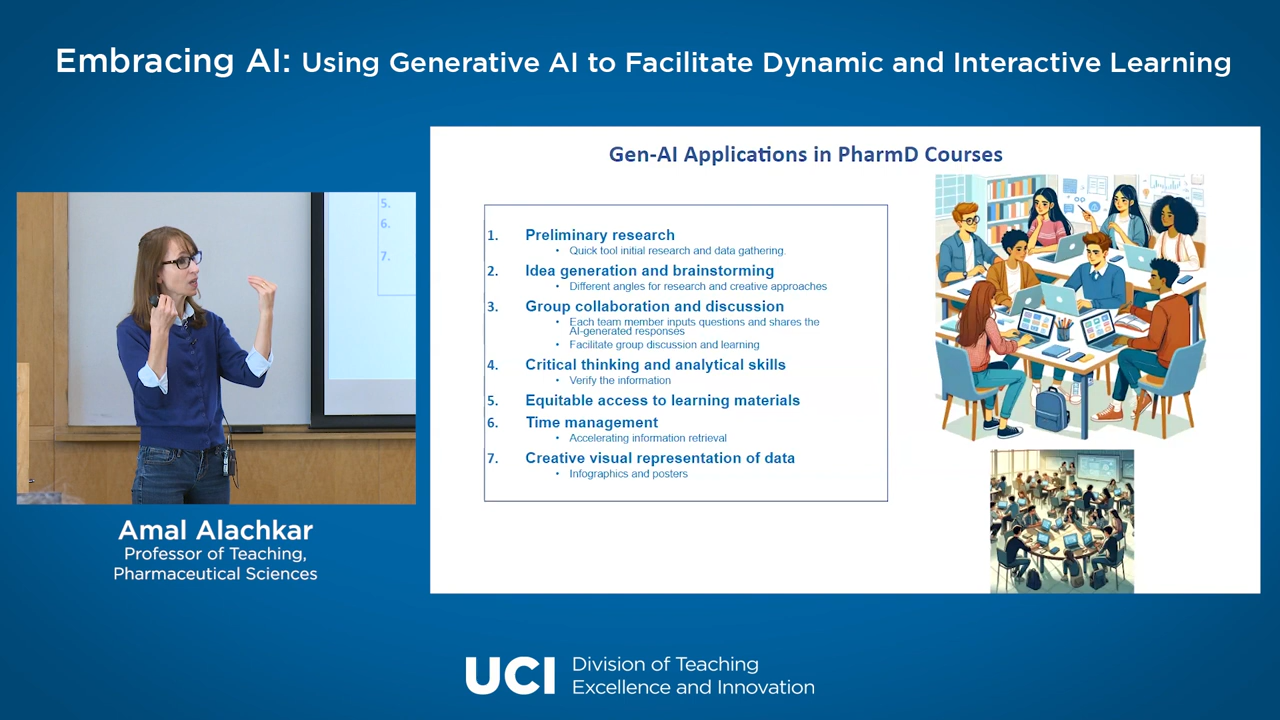 Embracing AI: Using Generative AI to Facilitate Dynamic and Interactive Learning
Gen-AI Applications in PharmD Courses
5.
6.
7.
1. Preliminary research
• Quick tool initial research and data gathering.
2. Idea generation and brainstorming
• Different angles for research and creative approaches
3. Group collaboration and discussion
• Each team member inputs questions and shares the
AI-generated responses
• Facilitate group discussion and learning
4. Critical thinking and analytical skills
• Verify the information
5. Equitable access to learning materials
6. Time management
• Accelerating information retrieval
7. Creative visual representation of data
• Infographics and posters
Amal Alachkar
Professor of Teaching,
Pharmaceutical Sciences
UCI Division of Teaching
Excellence and Innovation